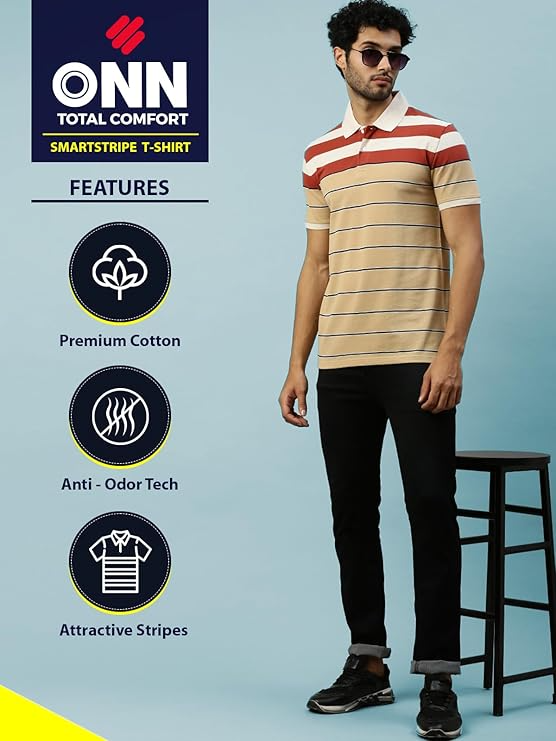 ONN
TOTAL COMFORT
SMARTSTRIPE T-SHIRT
FEATURES
Premium Cotton
Anti - Odor Tech
Attractive Stripes